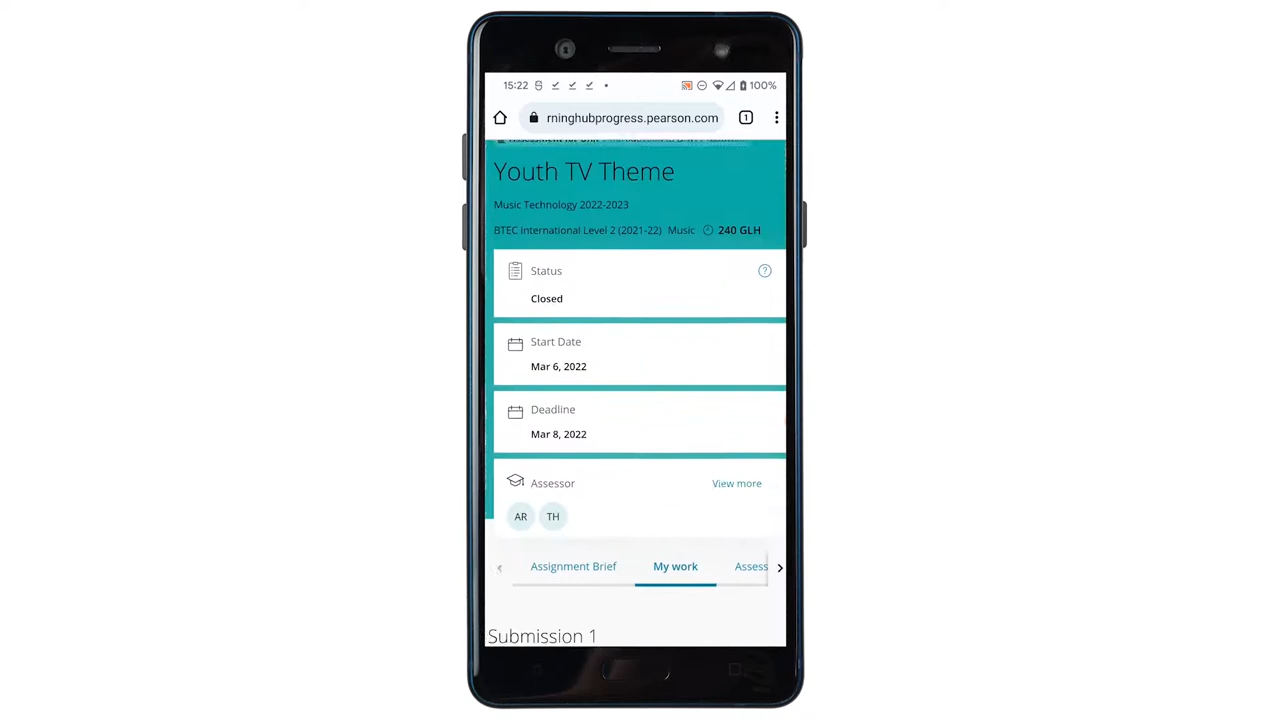 15:22 100%
rninghubprogress.pearson.com 1
Youth TV Theme
Music Technology 2022-2023
BTEC International Level 2 (2021-22) Music 240 GLH
Status ?
Closed
Start Date
Mar 6, 2022
Deadline
Mar 8, 2022
Assessor View more
AR TH
Assignment Brief My work Assess
Submission 1